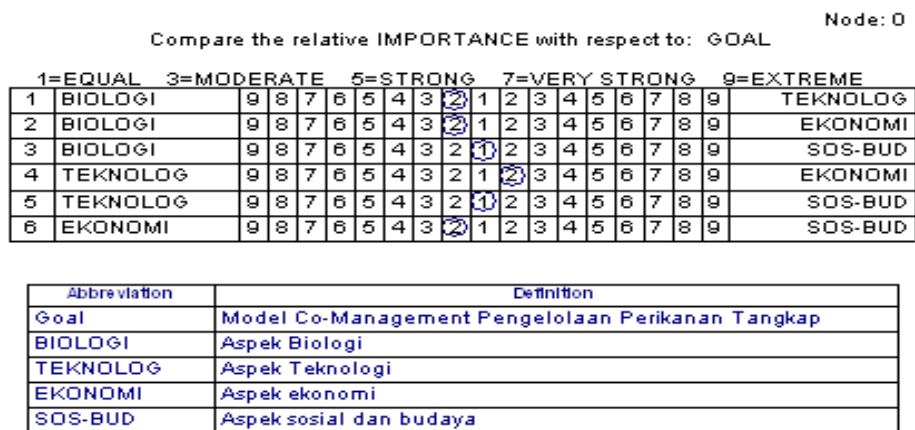 Node: 0
Compare the relative IMPORTANCE with respect to: GOAL
1=EQUAL 3=MODERATE 5=STRONG 7=VERY STRONG 9=EXTREME
1 BIOLOGI 9 8 7 6 5 4 3 2 1 2 3 4 5 6 7 8 9 TEKNOLOG
2 BIOLOGI 9 8 7 6 5 4 3 2 1 2 3 4 5 6 7 8 9 EKONOMI
3 BIOLOGI 9 8 7 6 5 4 3 2 1 2 3 4 5 6 7 8 9 SOS-BUD
4 TEKNOLOG 9 8 7 6 5 4 3 2 1 2 3 4 5 6 7 8 9 EKONOMI
5 TEKNOLOG 9 8 7 6 5 4 3 2 1 2 3 4 5 6 7 8 9 SOS-BUD
6 EKONOMI 9 8 7 6 5 4 3 2 1 2 3 4 5 6 7 8 9 SOS-BUD
Abbreviation Definition
Goal Model Co-Management Pengelolaan Perikanan Tangkap
BIOLOGI Aspek Biologi
TEKNOLOG Aspek Teknologi
EKONOMI Aspek ekonomi
SOS-BUD Aspek sosial dan budaya